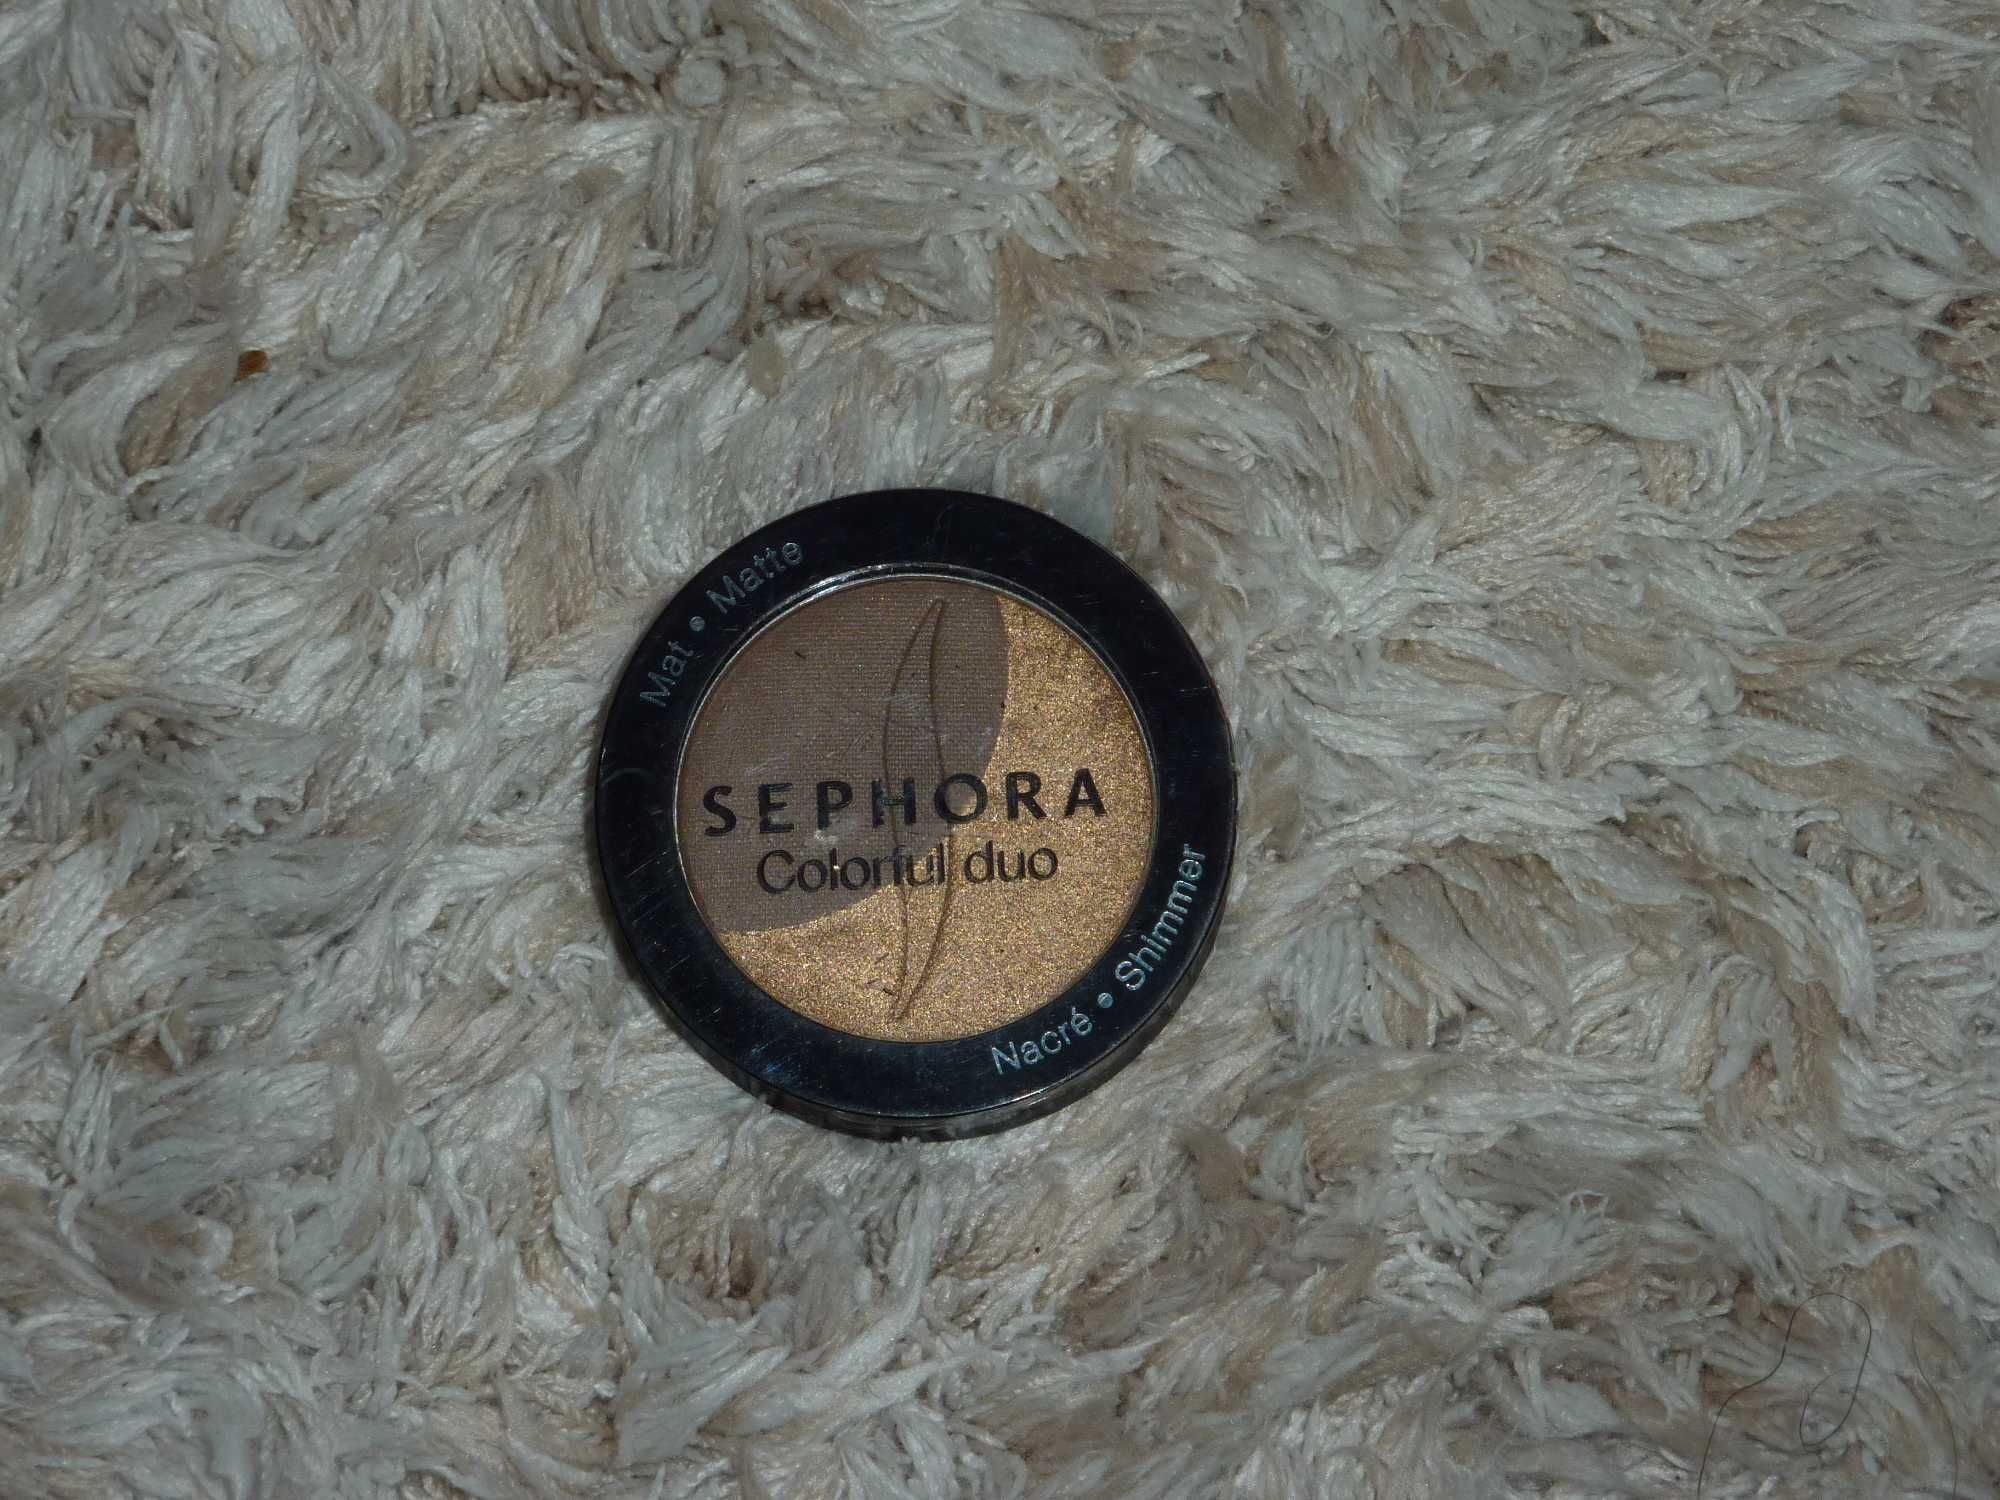 Mat • Matte
SEPHORA
Colorful duo
Nacré • Shimmer